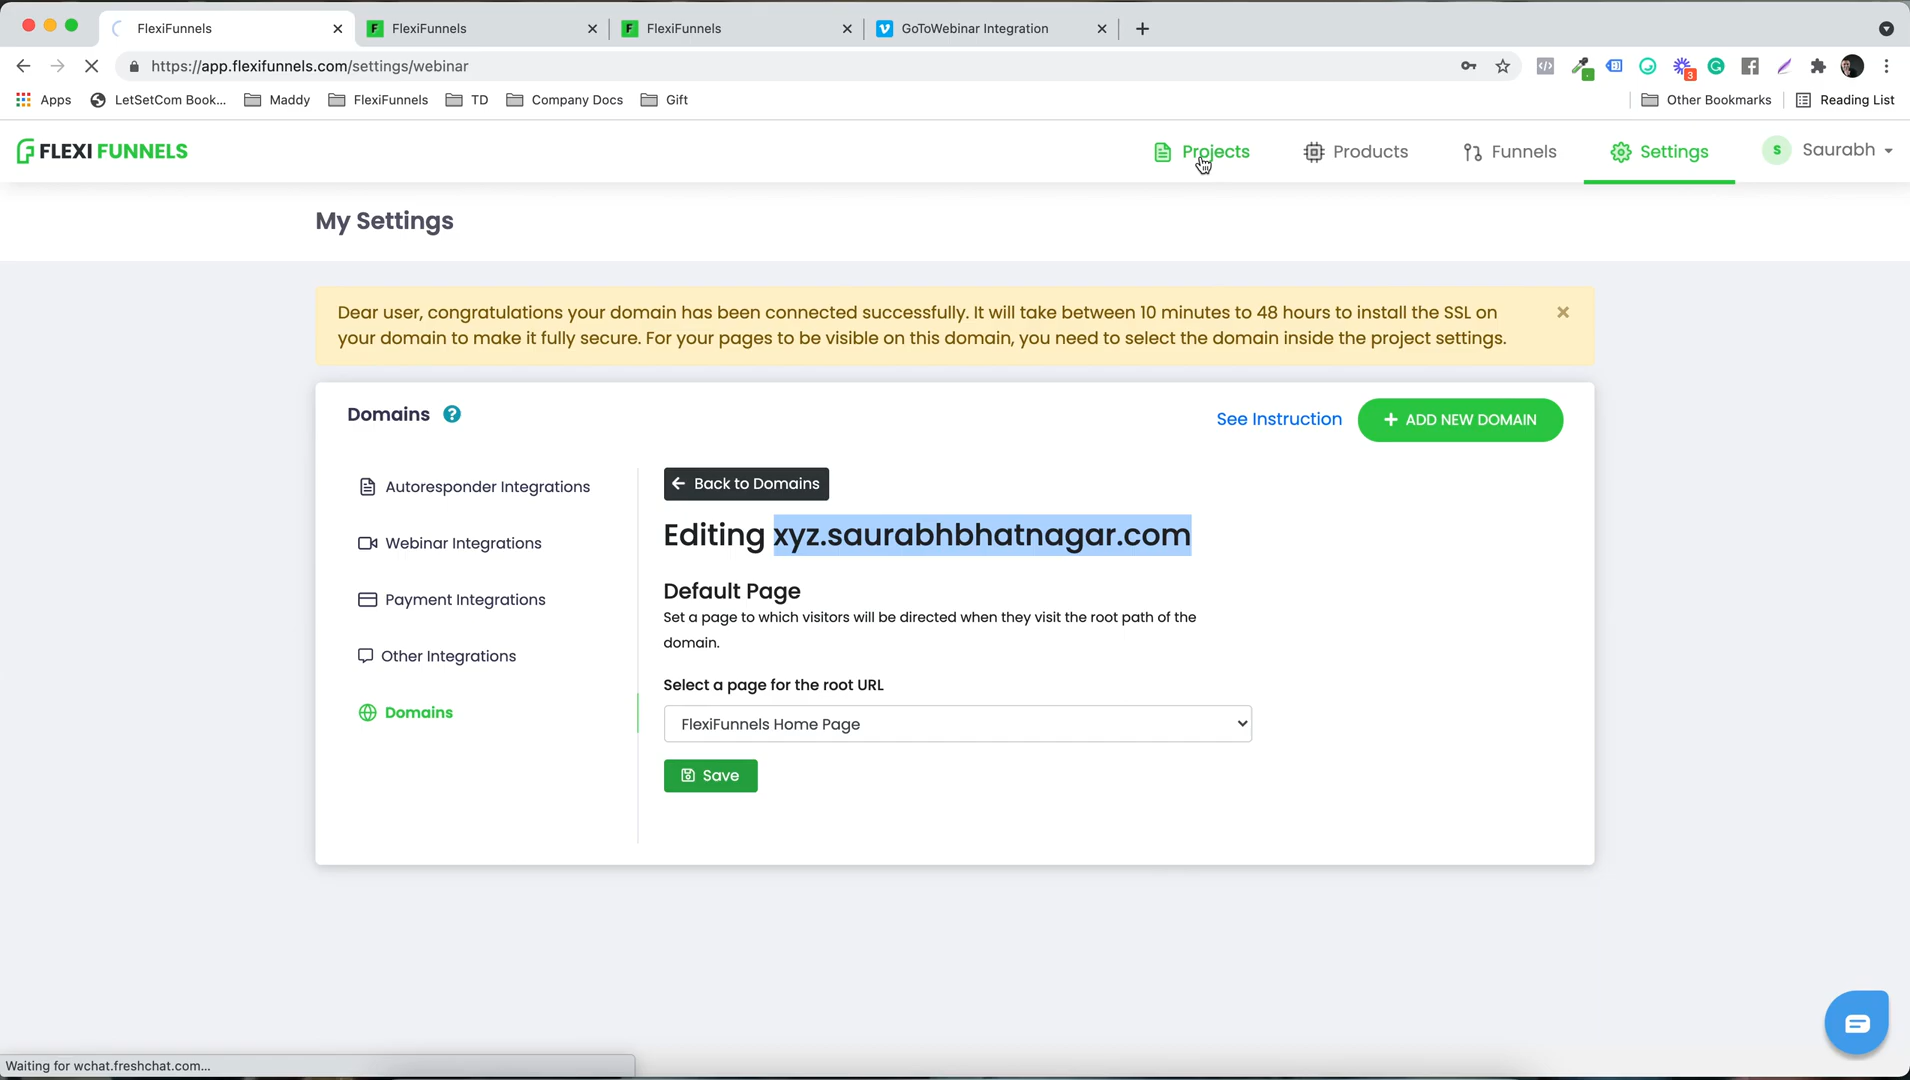 FlexiFunnels
FlexiFunnels
FlexiFunnels
GoToWebinar Integration
https://app.flexifunnels.com/settings/webinar
3
Apps
LetSetCom Book...
Maddy
FlexiFunnels
TD
Company Docs
Gift
Other Bookmarks
Reading List
FLEXI FUNNELS
Projects
Products
Funnels
Settings
S
Saurabh
My Settings
Dear user, congratulations your domain has been connected successfully. It will take between 10 minutes to 48 hours to install the SSL on
your domain to make it fully secure. For your pages to be visible on this domain, you need to select the domain inside the project settings.
Domains ?
See Instruction
+ ADD NEW DOMAIN
Autoresponder Integrations
Webinar Integrations
Payment Integrations
Other Integrations
Domains
← Back to Domains
Editing xyz.saurabhbhatnagar.com
Default Page
Set a page to which visitors will be directed when they visit the root path of the
domain.
Select a page for the root URL
FlexiFunnels Home Page
Save
Waiting for wchat.freshchat.com...